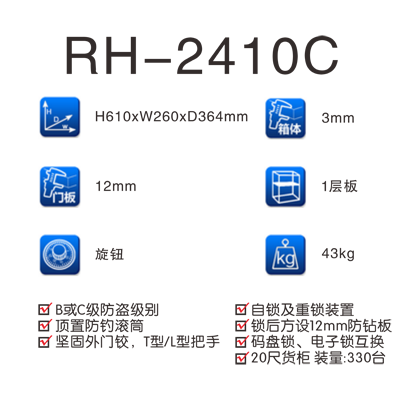 RH-2410C
H
D
W
H610xW260xD364mm
箱体
3mm
门板
12mm
1层板
旋钮
kg
43kg
B或C级防盗级别
自锁及重锁装置
顶置防钓滚筒
锁后方设12mm防钻板
坚固外门铰，T型/L型把手
码盘锁、电子锁互换
20尺货柜 装量:330台